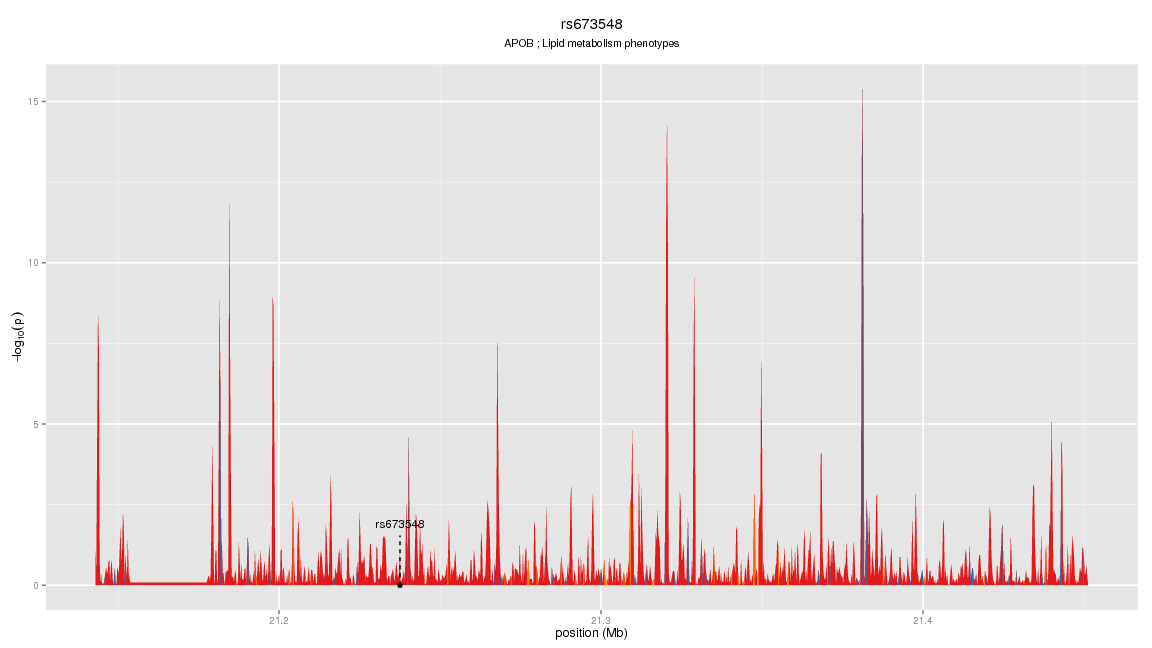 rs673548
APOB ; Lipid metabolism phenotypes
15
10
5
0
−log₁₀(p)
rs673548
21.2 21.3 21.4
position (Mb)